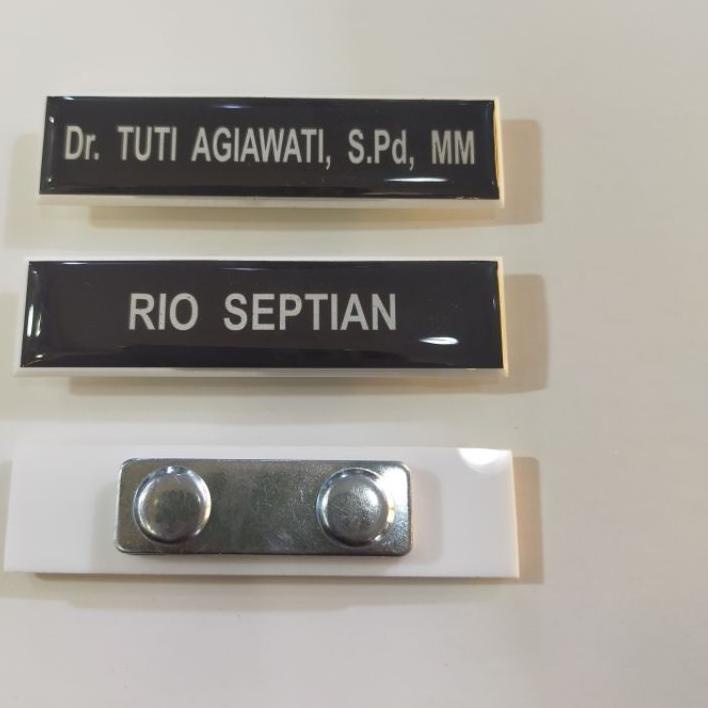 Dr. TUTI AGIAWATI, S.Pd, MM
RIO SEPTIAN